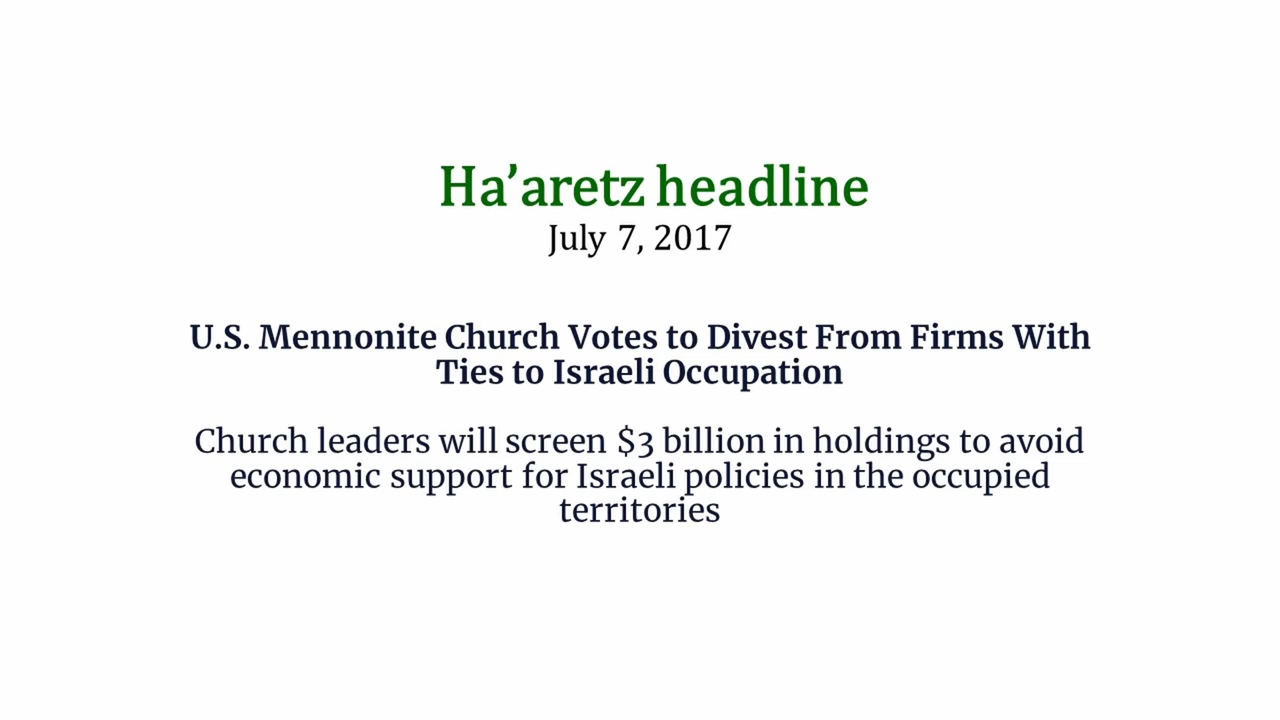 Ha’aretz headline
July 7, 2017
U.S. Mennonite Church Votes to Divest From Firms With
Ties to Israeli Occupation
Church leaders will screen $3 billion in holdings to avoid
economic support for Israeli policies in the occupied
territories